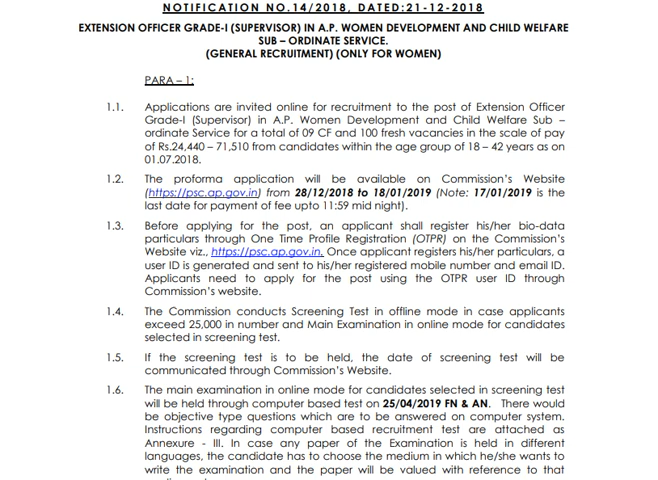 NOTIFICATION NO.14/2018, DATED:21-12-2018
EXTENSION OFFICER GRADE-I (SUPERVISOR) IN A.P. WOMEN DEVELOPMENT AND CHILD WELFARE
SUB – ORDINATE SERVICE.
(GENERAL RECRUITMENT) (ONLY FOR WOMEN)
PARA – 1:
1.1. Applications are invited online for recruitment to the post of Extension Officer
Grade-I (Supervisor) in A.P. Women Development and Child Welfare Sub –
ordinate Service for a total of 09 CF and 100 fresh vacancies in the scale of pay
of Rs.24,440 – 71,510 from candidates within the age group of 18 – 42 years as on
01.07.2018.
1.2. The proforma application will be available on Commission's Website
(https://psc.ap.gov.in) from 28/12/2018 to 18/01/2019 (Note: 17/01/2019 is the
last date for payment of fee upto 11:59 mid night).
1.3. Before applying for the post, an applicant shall register his/her bio-data
particulars through One Time Profile Registration (OTPR) on the Commission's
Website viz., https://psc.ap.gov.in. Once applicant registers his/her particulars, a
user ID is generated and sent to his/her registered mobile number and email ID.
Applicants need to apply for the post using the OTPR user ID through
Commission's website.
1.4. The Commission conducts Screening Test in offline mode in case applicants
exceed 25,000 in number and Main Examination in online mode for candidates
selected in screening test.
1.5. If the screening test is to be held, the date of screening test will be
communicated through Commission's Website.
1.6. The main examination in online mode for candidates selected in screening test
will be held through computer based test on 25/04/2019 FN & AN. There would
be objective type questions which are to be answered on computer system.
Instructions regarding computer based recruitment test are attached as
Annexure - III. In case any paper of the Examination is held in different
languages, the candidate has to choose the medium in which he/she wants to
write the examination and the paper will be valued with reference to that